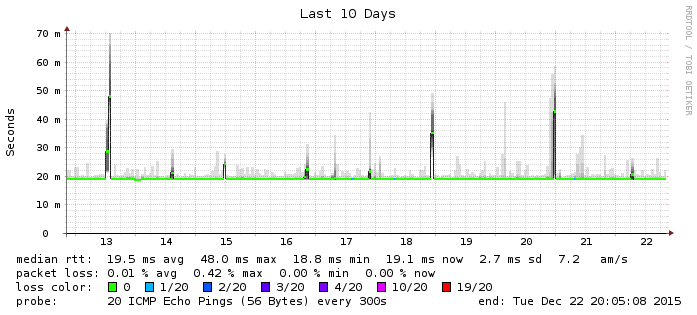 Last 10 Days
RRDTOOL / TOBI OETIKER
Seconds
70 m
60 m
50 m
40 m
30 m
20 m
10 m
0
13 14 15 16 17 18 19 20 21 22
median rtt: 19.5 ms avg 48.0 ms max 18.8 ms min 19.1 ms now 2.7 ms sd 7.2 am/s
packet loss: 0.01 % avg 0.42 % max 0.00 % min 0.00 % now
loss color: 0 1/20 2/20 3/20 4/20 10/20 19/20
probe: 20 ICMP Echo Pings (56 Bytes) every 300s end: Tue Dec 22 20:05:08 2015